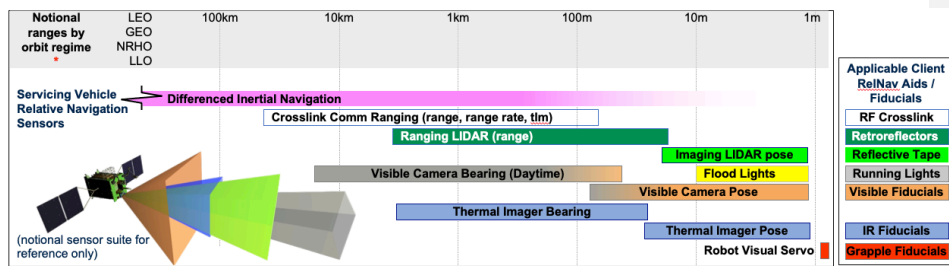 Notional
ranges by
orbit regime
*
LEO
GEO
NRHO
LLO
100km
10km
1km
100m
10m
1m
Servicing Vehicle
Relative Navigation
Sensors
Differenced Inertial Navigation
Crosslink Comm Ranging (range, range rate, tlm)
Ranging LIDAR (range)
Imaging LIDAR pose
Visible Camera Bearing (Daytime)
Flood Lights
Visible Camera Pose
Thermal Imager Bearing
Thermal Imager Pose
Robot Visual Servo
(notional sensor suite for
reference only)
Applicable Client
RelNav Aids /
Fiducials
RF Crosslink
Retroreflectors
Reflective Tape
Running Lights
Visible Fiducials
IR Fiducials
Grapple Fiducials